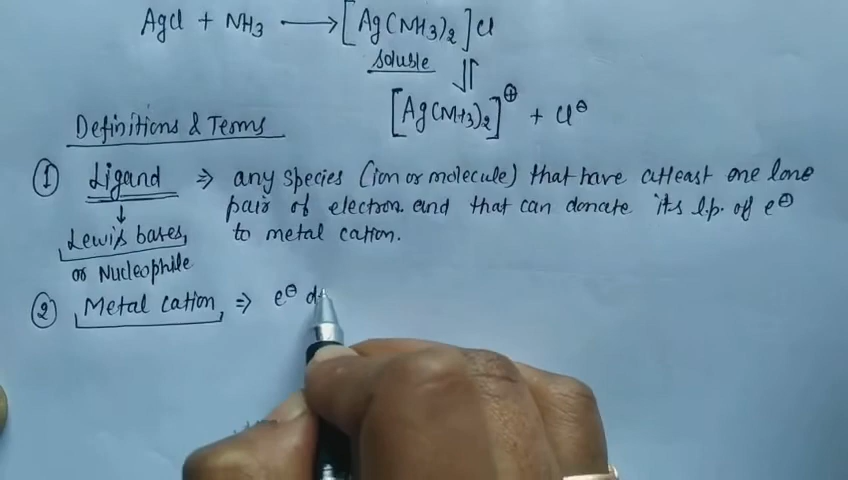 AgCl + NH3 ⟶ [Ag(NH3)2]Cl
soluble ⇅
[Ag(NH3)2]⊕ + Cl⊖
Definitions & Terms
① Ligand ⇒ any species (ion or molecule) that have atleast one lone
pair of electron and that can donate its l.p. of e⊖
to metal cation.
↓
Lewis bases,
or Nucleophile
② Metal cation, ⇒ e⊖